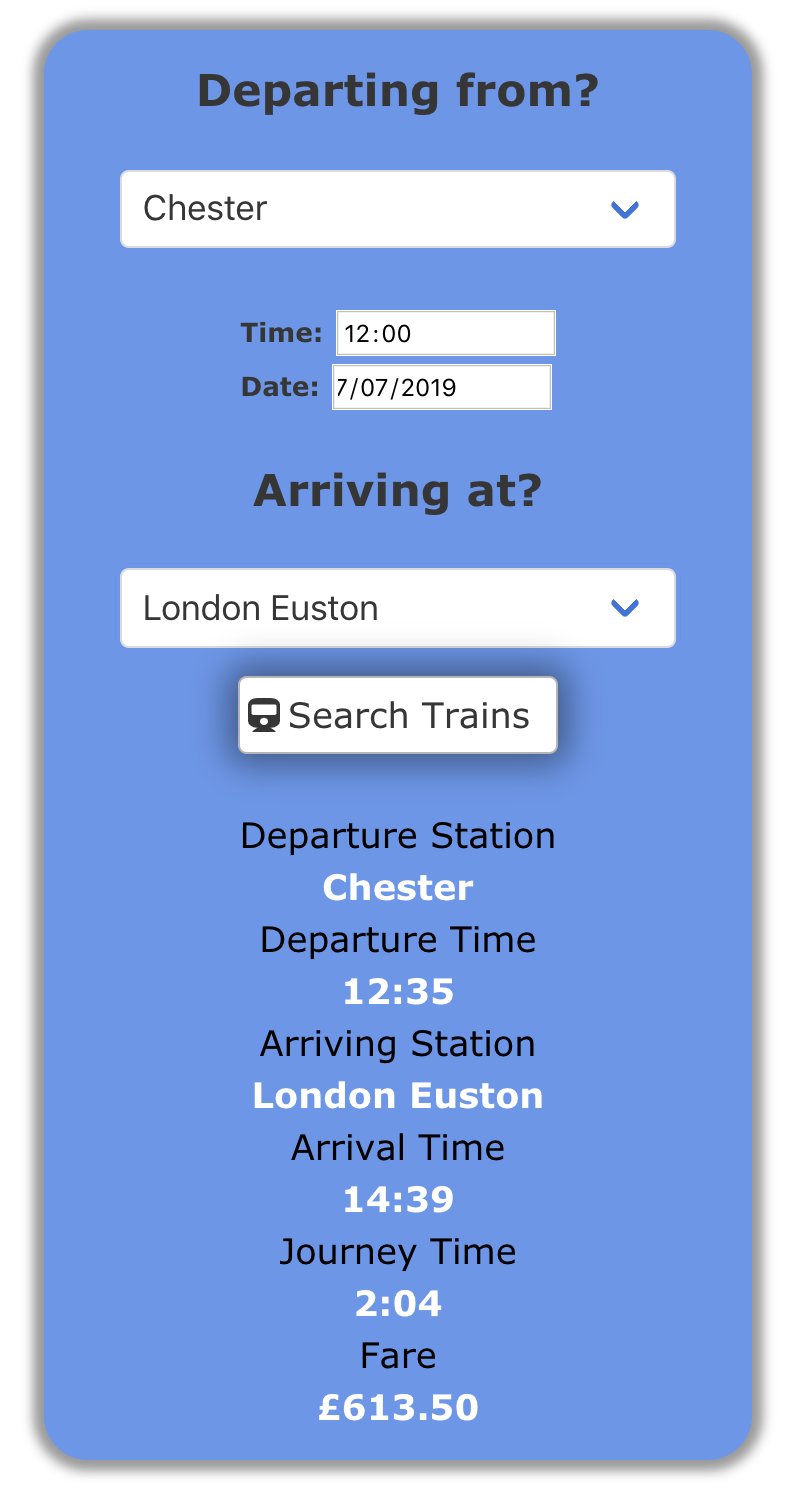 Departing from?
Chester
Time: 12:00
Date: 7/07/2019
Arriving at?
London Euston
Search Trains
Departure Station
Chester
Departure Time
12:35
Arriving Station
London Euston
Arrival Time
14:39
Journey Time
2:04
Fare
£613.50